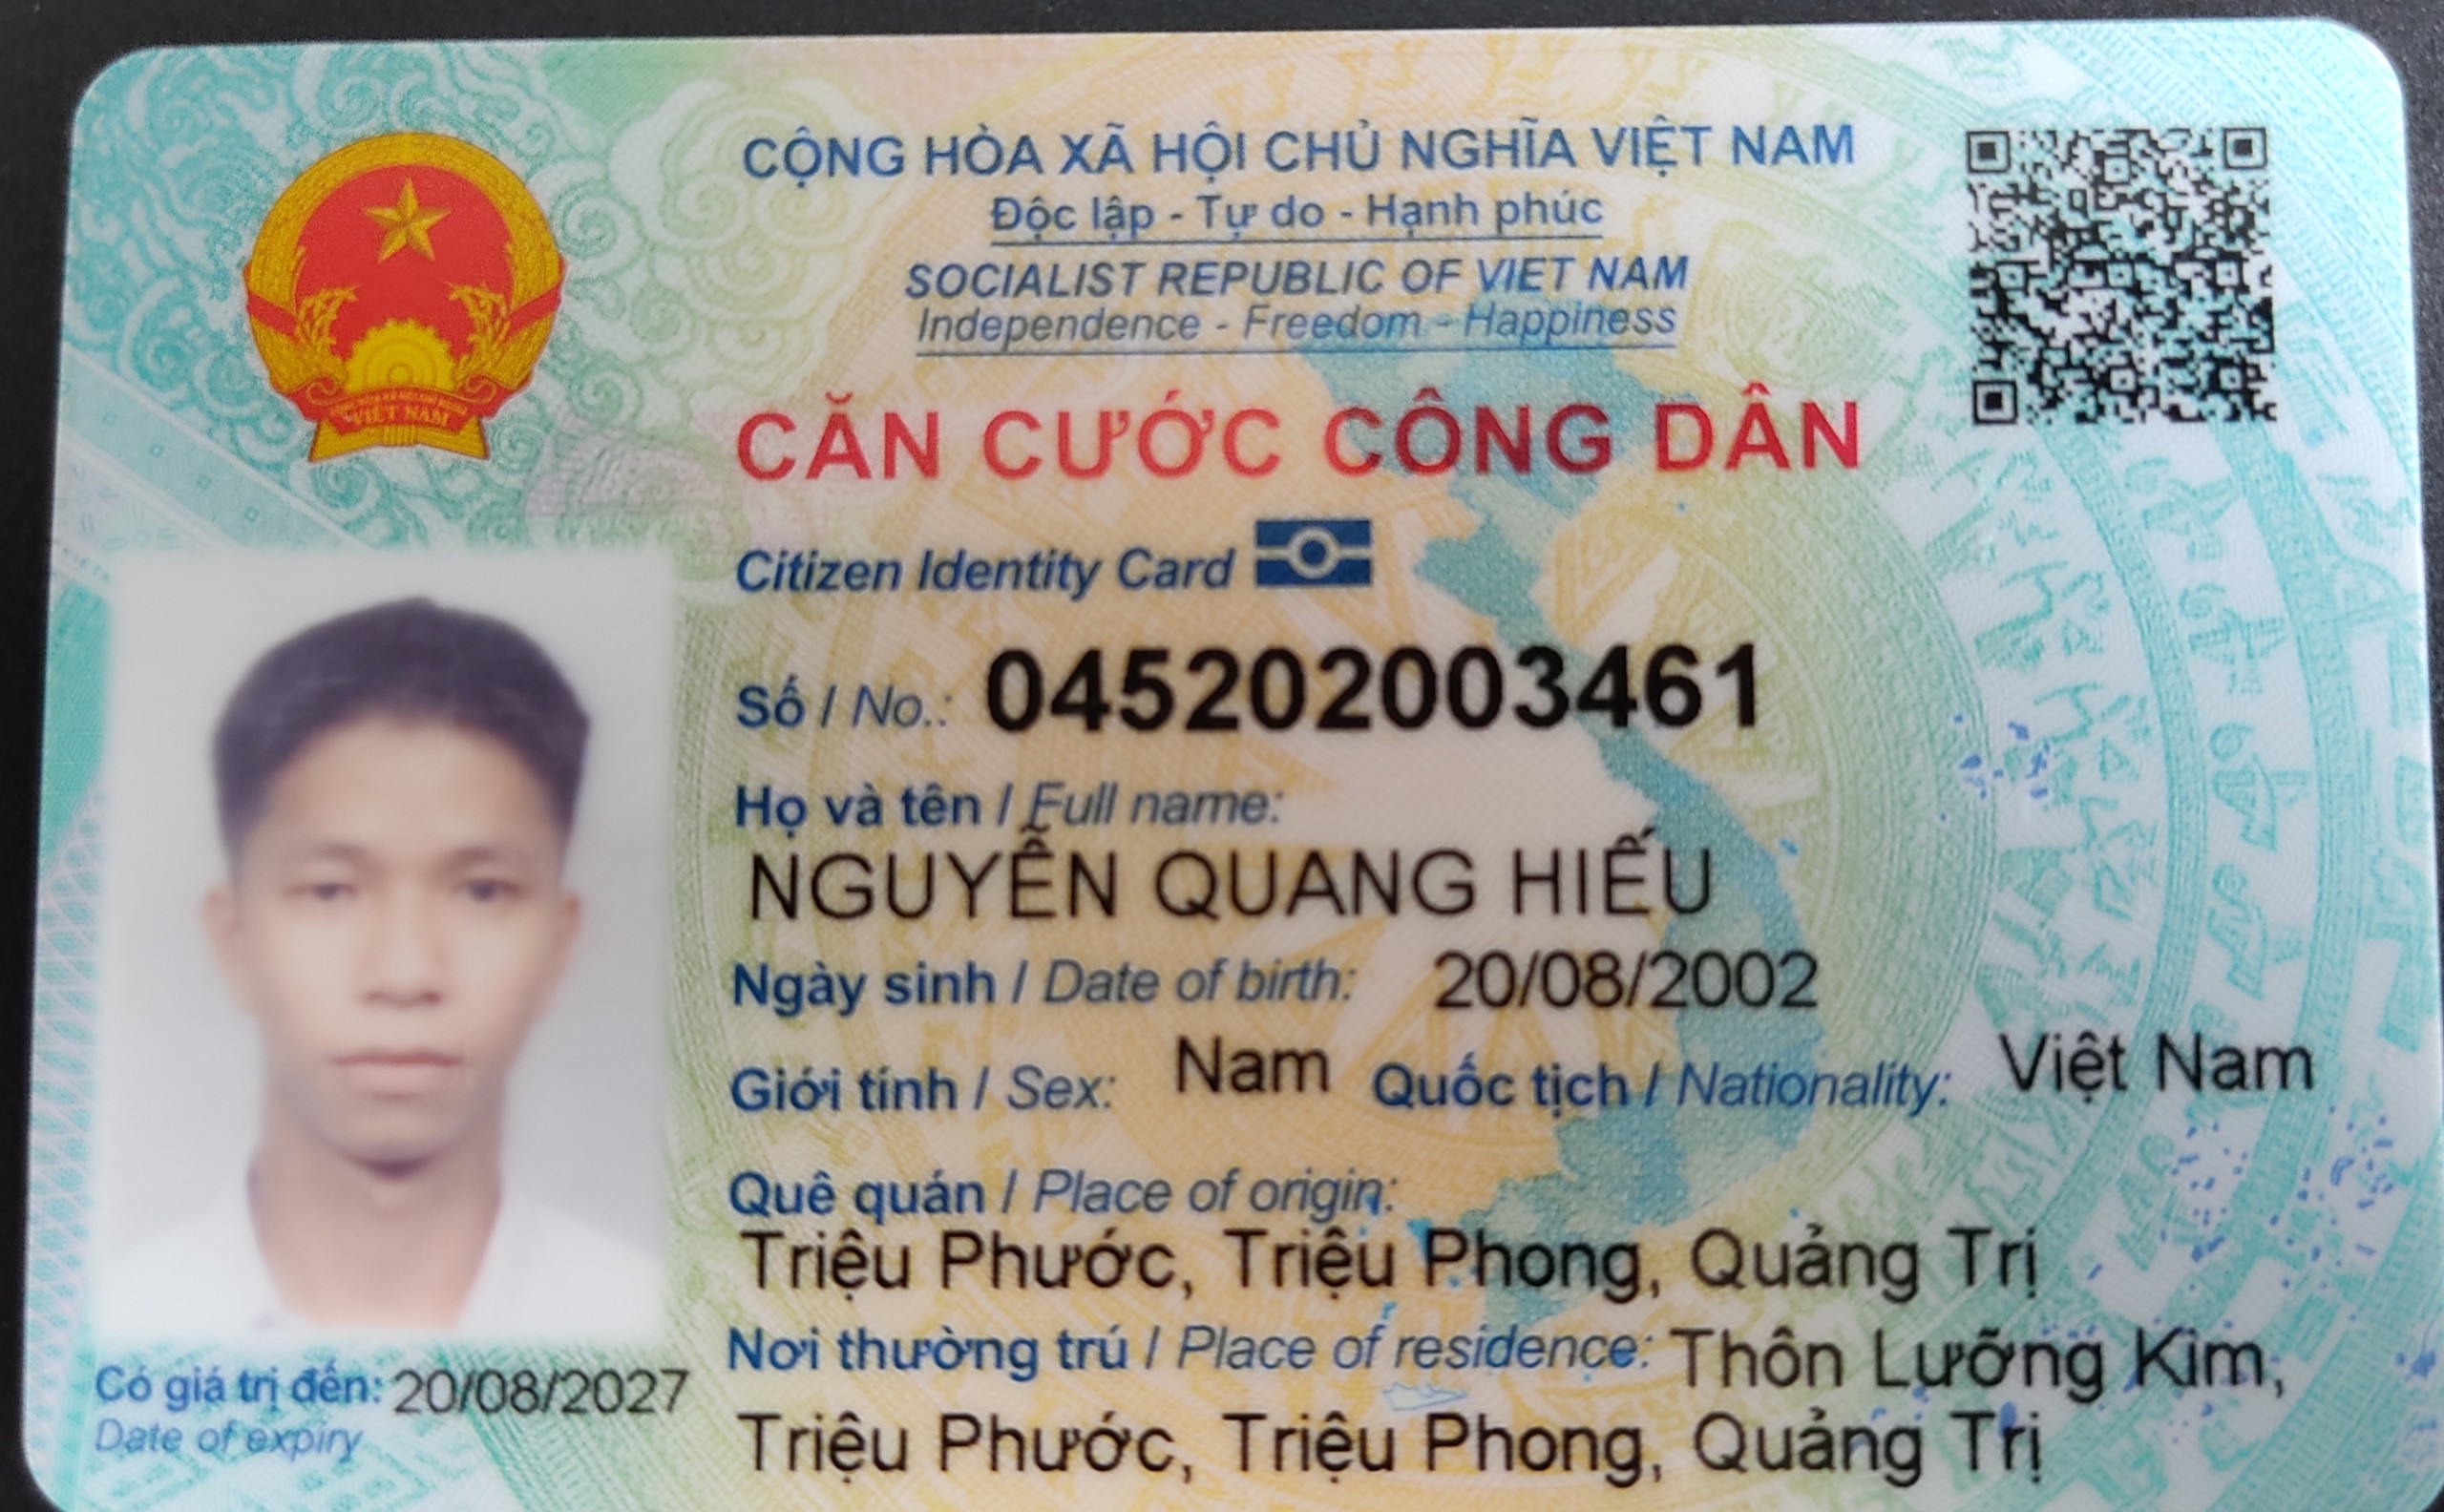 CỘNG HÒA XÃ HỘI CHỦ NGHĨA VIỆT NAM
Độc lập - Tự do - Hạnh phúc
SOCIALIST REPUBLIC OF VIET NAM
Independence - Freedom - Happiness
CĂN CƯỚC CÔNG DÂN
Citizen Identity Card
Số / No.: 045202003461
Họ và tên / Full name:
NGUYỄN QUANG HIẾU
Ngày sinh / Date of birth: 20/08/2002
Giới tính / Sex: Nam Quốc tịch / Nationality: Việt Nam
Quê quán / Place of origin:
Triệu Phước, Triệu Phong, Quảng Trị
Nơi thường trú / Place of residence: Thôn Lưỡng Kim,
Triệu Phước, Triệu Phong, Quảng Trị
Có giá trị đến: 20/08/2027
Date of expiry
VIỆT NAM